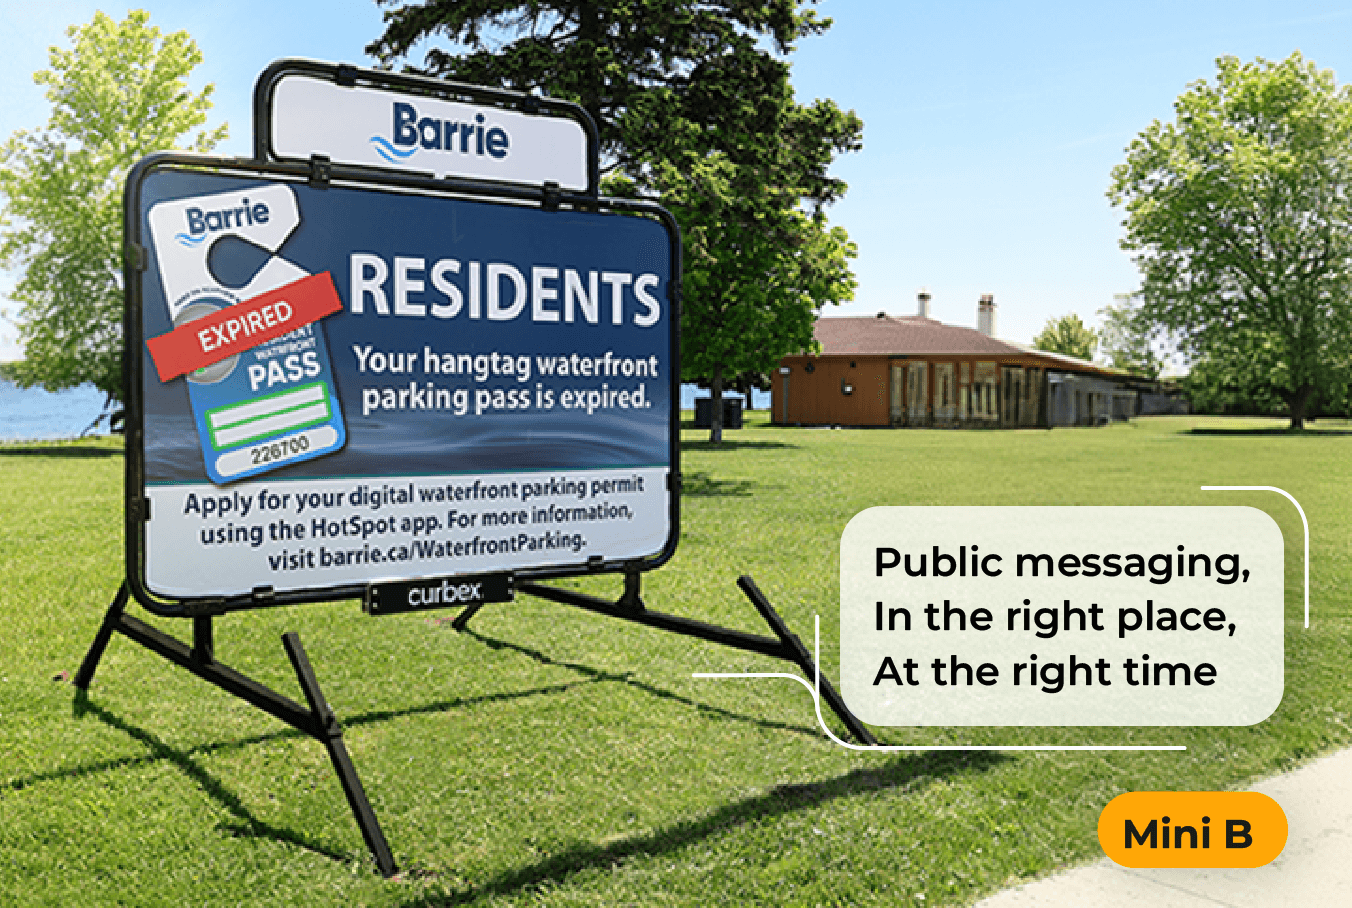 Barrie
Barrie
EXPIRED
WATERFRONT
PASS
226700
RESIDENTS
Your hangtag waterfront
parking pass is expired.
Apply for your digital waterfront parking permit
using the HotSpot app. For more information,
visit barrie.ca/WaterfrontParking.
curbex
Public messaging,
In the right place,
At the right time
Mini B